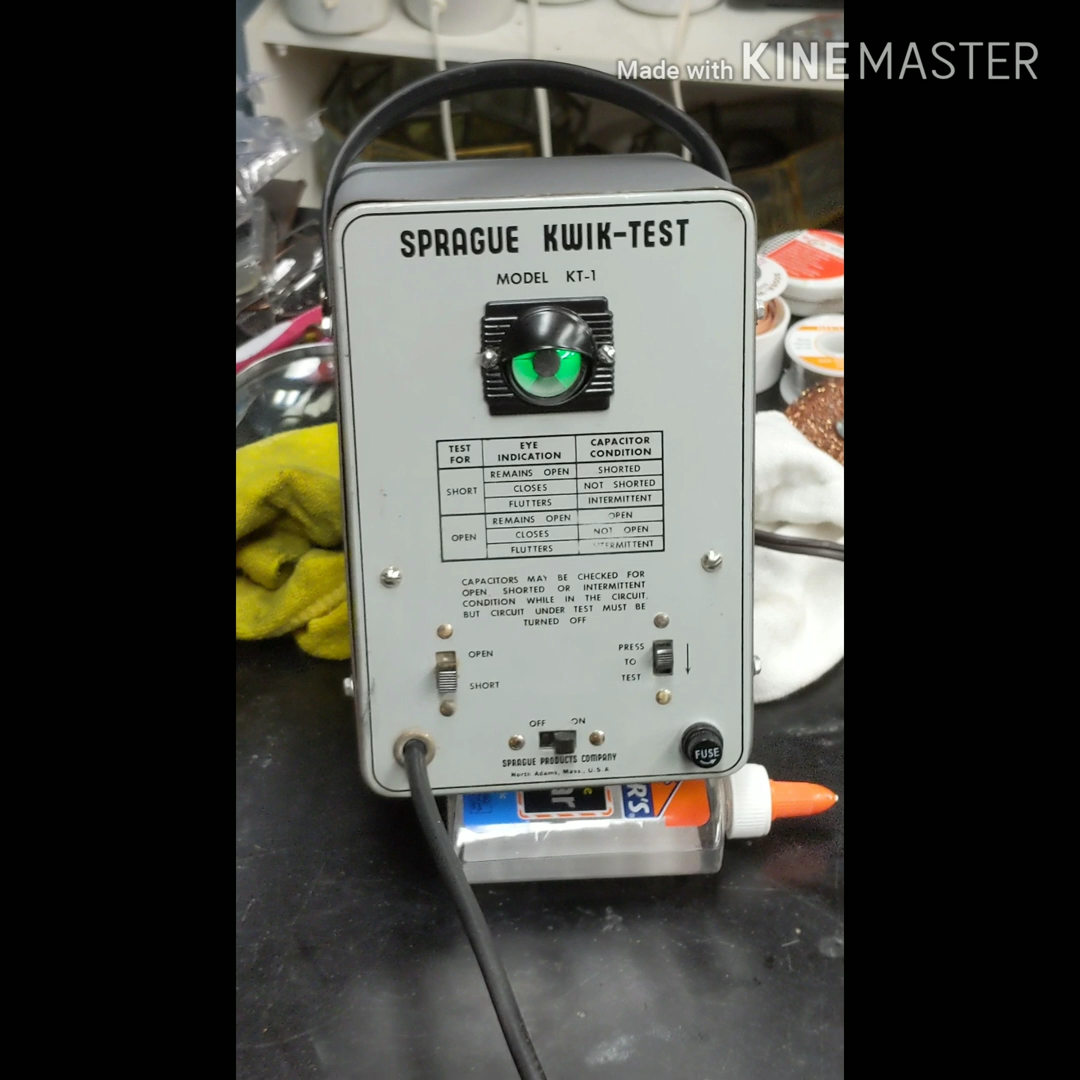 Made with KINEMASTER
SPRAGUE KWIK-TEST
MODEL KT-1
TEST FOR EYE INDICATION CAPACITOR CONDITION
SHORT REMAINS OPEN SHORTED
CLOSES NOT SHORTED
FLUTTERS INTERMITTENT
OPEN REMAINS OPEN OPEN
CLOSES NOT OPEN
FLUTTERS INTERMITTENT
CAPACITORS MAY BE CHECKED FOR
OPEN SHORTED OR INTERMITTENT
CONDITION WHILE IN THE CIRCUIT,
BUT CIRCUIT UNDER TEST MUST BE
TURNED OFF
OPEN
SHORT
PRESS
TO
TEST
OFF ON
SPRAGUE PRODUCTS COMPANY
North Adams, Mass., U.S.A
FUSE